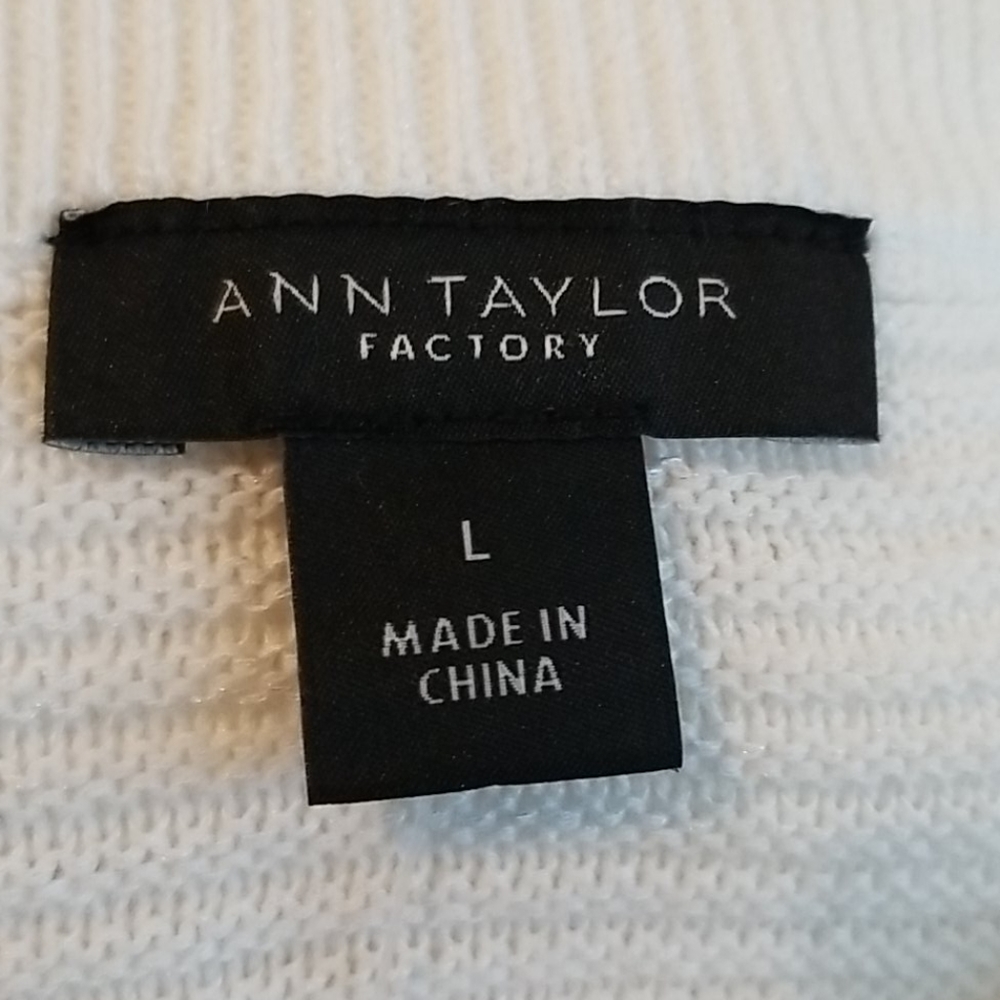 ANN TAYLOR
FACTORY
L
MADE IN
CHINA